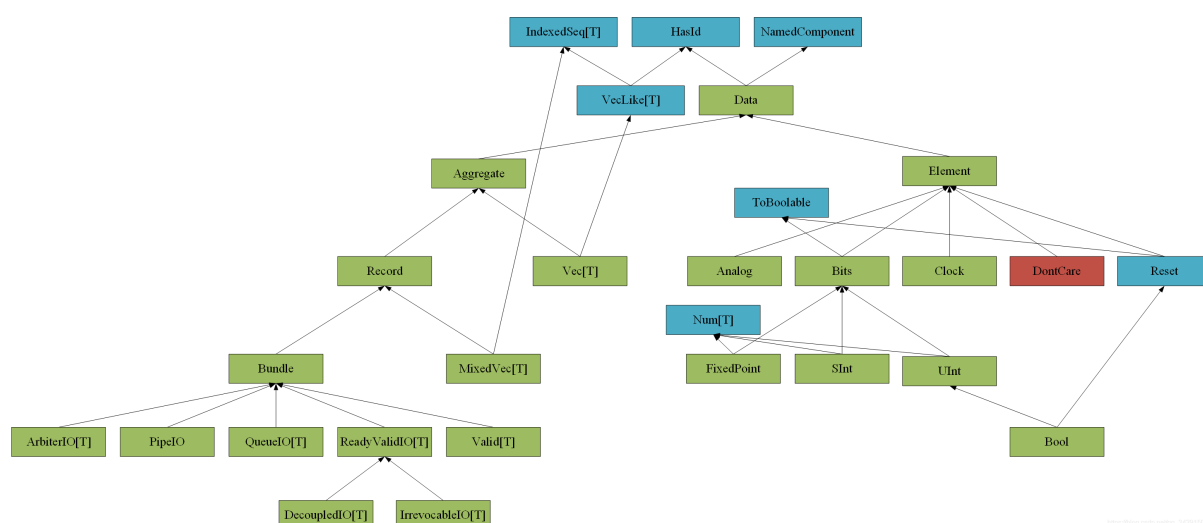 IndexedSeq[T]
HasId
NamedComponent
VecLike[T]
Data
Aggregate
Element
ToBoolable
Record
Vec[T]
Analog
Bits
Clock
DontCare
Reset
Num[T]
Bundle
MixedVec[T]
FixedPoint
SInt
UInt
ArbiterIO[T]
PipeIO
QueueIO[T]
ReadyValidIO[T]
Valid[T]
Bool
DecoupledIO[T]
IrrevocableIO[T]